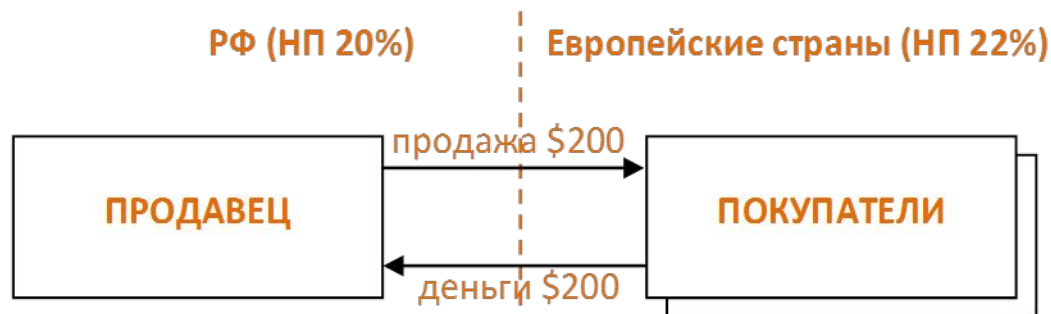 РФ (НП 20%)
Европейские страны (НП 22%)
продажа $200
ПРОДАВЕЦ
ПОКУПАТЕЛИ
деньги $200